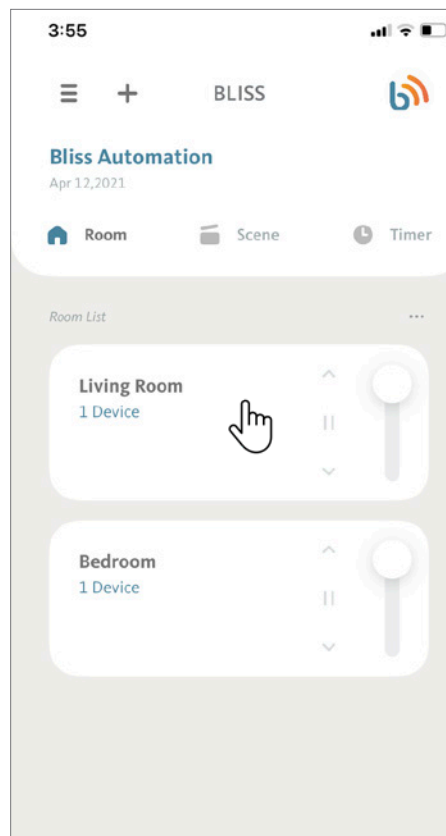 3:55
BLISS
Bliss Automation
Apr 12,2021
Room Scene Timer
Room List
Living Room
1 Device
Bedroom
1 Device